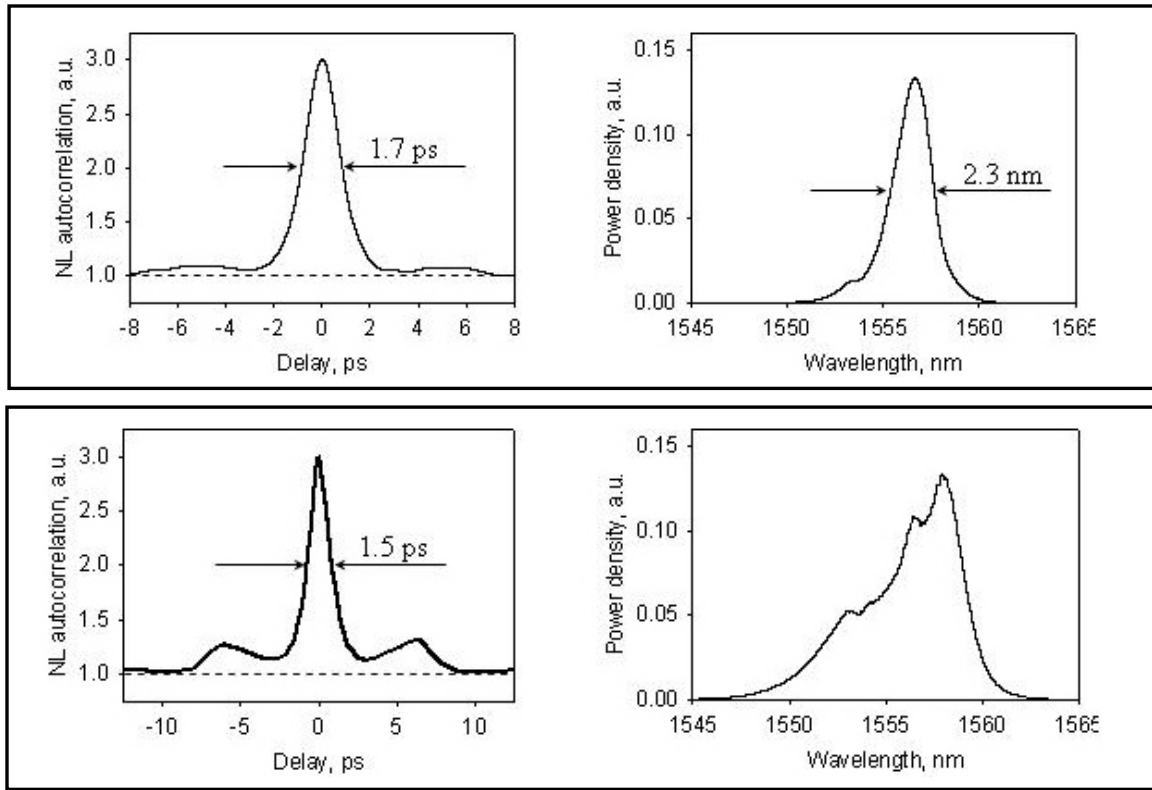 NL autocorrelation, a.u.
3.0
2.5
2.0
1.5
1.0
1.7 ps
-8 -6 -4 -2 0 2 4 6 8
Delay, ps
Power density, a.u.
0.15
0.10
0.05
0.00
2.3 nm
1545 1550 1555 1560 1565
Wavelength, nm
NL autocorrelation, a.u.
3.0
2.5
2.0
1.5
1.0
1.5 ps
-10 -5 0 5 10
Delay, ps
Power density, a.u.
0.15
0.10
0.05
0.00
1545 1550 1555 1560 1565
Wavelength, nm